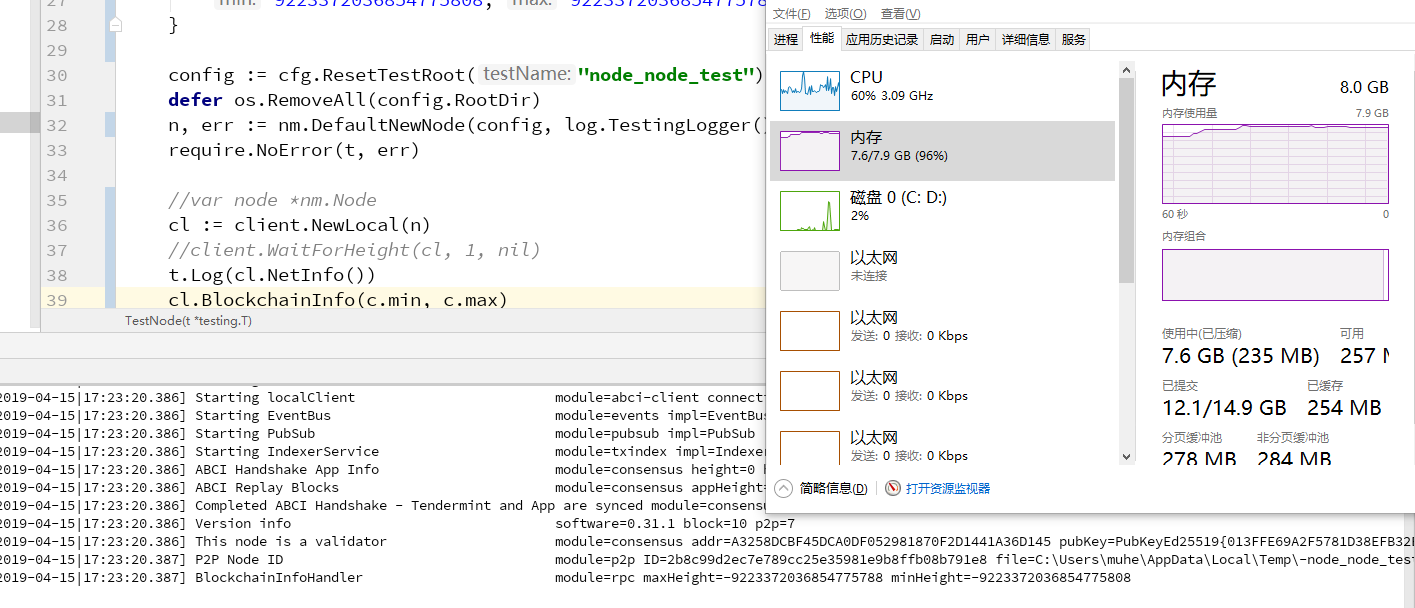 27 min: -9223372036854775808, max: -92233720368547757
28 }
29
30 config := cfg.ResetTestRoot( testName: "node_node_test")
31 defer os.RemoveAll(config.RootDir)
32 n, err := nm.DefaultNewNode(config, log.TestingLogger()
33 require.NoError(t, err)
34
35 //var node *nm.Node
36 cl := client.NewLocal(n)
37 //client.WaitForHeight(cl, 1, nil)
38 t.Log(cl.NetInfo())
39 cl.BlockchainInfo(c.min, c.max)
TestNode(t *testing.T)
文件(F) 选项(O) 查看(V)
进程 性能 应用历史记录 启动 用户 详细信息 服务
CPU
60% 3.09 GHz
内存
7.6/7.9 GB (96%)
磁盘 0 (C: D:)
2%
以太网
未连接
以太网
发送: 0 接收: 0 Kbps
以太网
发送: 0 接收: 0 Kbps
以太网
发送: 0 接收: 0 Kbps
内存 8.0 GB
内存使用量 7.9 GB
60 秒 0
内存组合
使用中(已压缩) 可用
7.6 GB (235 MB) 257 M
已提交 已缓存
12.1/14.9 GB 254 MB
分页缓冲池 非分页缓冲池
278 MB 284 MB
简略信息(D) 打开资源监视器
2019-04-15|17:23:20.386] Starting localClient module=abci-client connecti
2019-04-15|17:23:20.386] Starting EventBus module=events impl=EventBus
2019-04-15|17:23:20.386] Starting PubSub module=pubsub impl=PubSub
2019-04-15|17:23:20.386] Starting IndexerService module=txindex impl=Indexer
2019-04-15|17:23:20.386] ABCI Handshake App Info module=consensus height=0 h
2019-04-15|17:23:20.386] ABCI Replay Blocks module=consensus appHeight=
2019-04-15|17:23:20.386] Completed ABCI Handshake - Tendermint and App are synced module=consensu
2019-04-15|17:23:20.386] Version info software=0.31.1 block=10 p2p=7
2019-04-15|17:23:20.386] This node is a validator module=consensus addr=A3258DCBF45DCA0DF052981870F2D1441A36D145 pubKey=PubKeyEd25519{013FFE69A2F5781D38EFB32E
2019-04-15|17:23:20.387] P2P Node ID module=p2p ID=2b8c99d2ec7e789cc25e35981e9b8ffb08b791e8 file=C:\Users\muhe\AppData\Local\Temp\-node_node_test
2019-04-15|17:23:20.387] BlockchainInfoHandler module=rpc maxHeight=-9223372036854775788 minHeight=-9223372036854775808